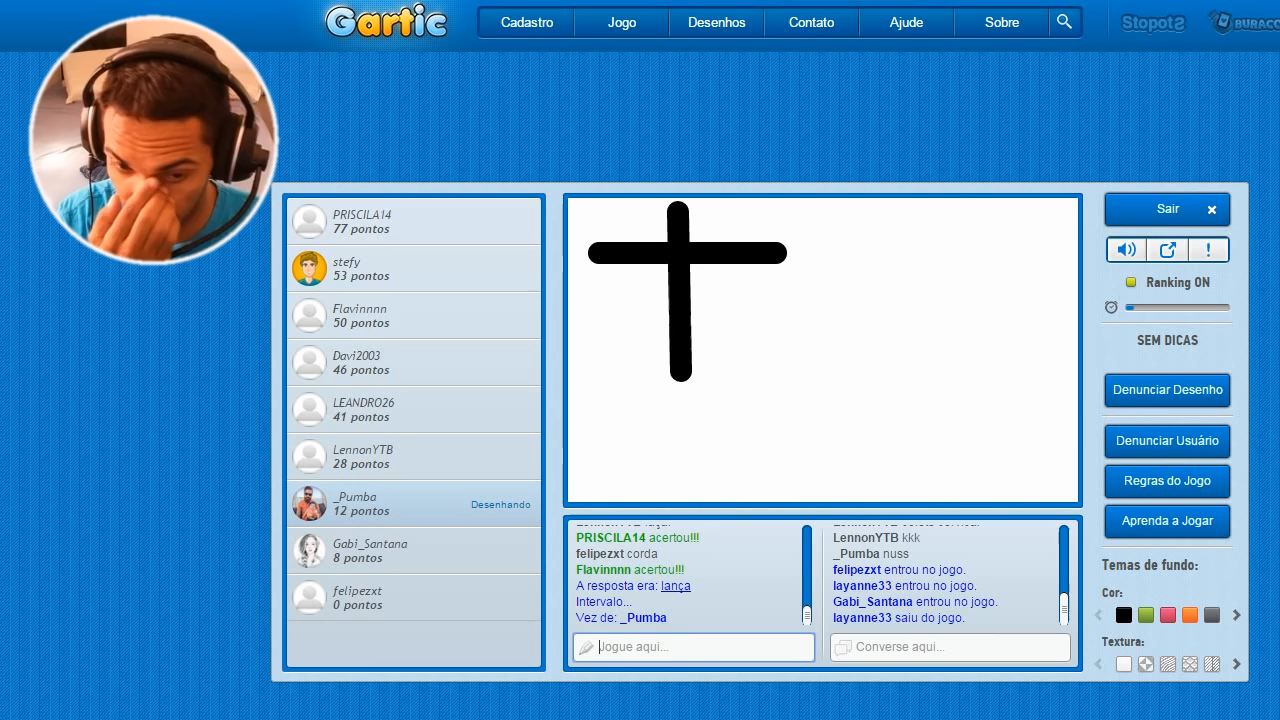 Gartic
Cadastro
Jogo
Desenhos
Contato
Ajude
Sobre
StopotS
PRISCILA14
77 pontos
stefy
53 pontos
Flavinnnn
50 pontos
Davi2003
46 pontos
LEANDRO26
41 pontos
LennonYTB
28 pontos
_Pumba
12 pontos
Desenhando
Gabi_Santana
8 pontos
felipezxt
0 pontos
PRISCILA14 acertou!!!
felipezxt corda
Flavinnnn acertou!!!
A resposta era: lança
Intervalo...
Vez de: _Pumba
Jogue aqui...
LennonYTB kkk
_Pumba nuss
felipezxt entrou no jogo.
layanne33 entrou no jogo.
Gabi_Santana entrou no jogo.
layanne33 saiu do jogo.
Converse aqui...
Sair
Ranking ON
SEM DICAS
Denunciar Desenho
Denunciar Usuário
Regras do Jogo
Aprenda a Jogar
Temas de fundo:
Cor:
Textura: